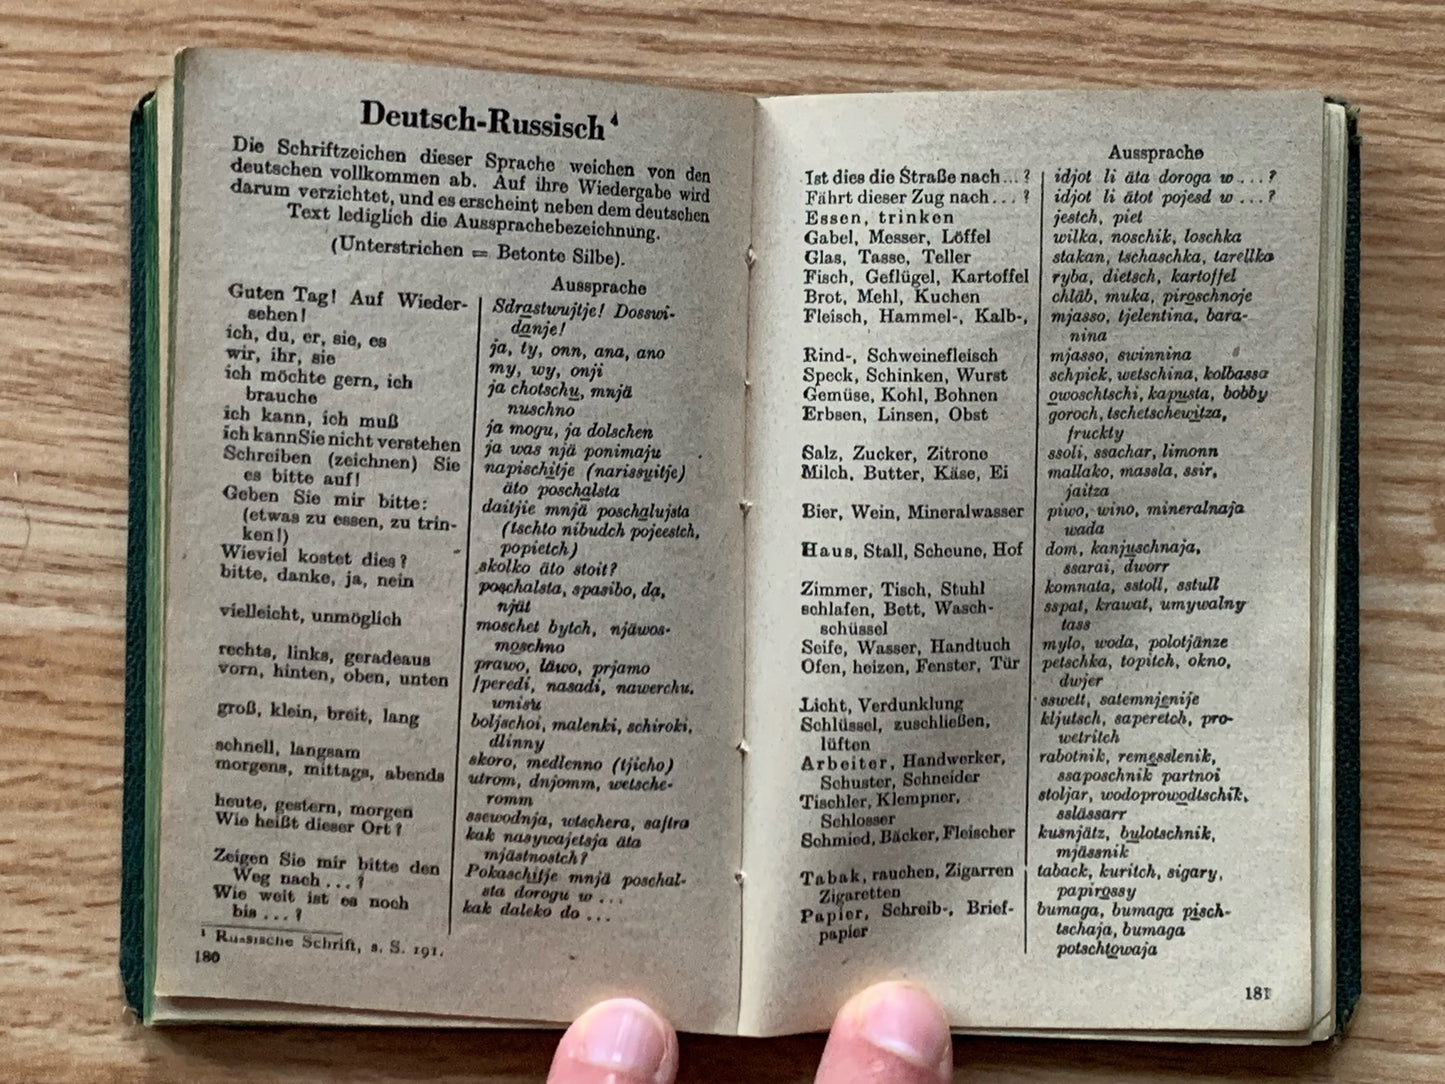 Deutsch-Russisch¹
Die Schriftzeichen dieser Sprache weichen von den
deutschen vollkommen ab. Auf ihre Wiedergabe wird
darum verzichtet, und es erscheint neben dem deutschen
Text lediglich die Aussprachebezeichnung.
(Unterstrichen = Betonte Silbe).
Aussprache
Guten Tag! Auf Wieder-
sehen!
ich, du, er, sie, es
wir, ihr, sie
ich möchte gern, ich
brauche
ich kann, ich muß
ich kann Sie nicht verstehen
Schreiben (zeichnen) Sie
es bitte auf!
Geben Sie mir bitte:
(etwas zu essen, zu trin-
ken!)
Wieviel kostet dies?
bitte, danke, ja, nein
vielleicht, unmöglich
rechts, links, geradeaus
vorn, hinten, oben, unten
groß, klein, breit, lang
schnell, langsam
morgens, mittags, abends
heute, gestern, morgen
Wie heißt dieser Ort?
Zeigen Sie mir bitte den
Weg nach ... ?
Wie weit ist es noch
bis ... ?
Sdrastwujtje! Dosswi-
danje!
ja, ty, onn, ana, ano
my, wy, onji
ja chotschu, mnjä
nuschno
ja mogu, ja dolschen
ja was njä ponimaju
napischitje (narissuitje)
äto poschalsta
daitjie mnjä poschalujsta
(tschto nibudch pojeestch,
popietch)
skolko äto stoit?
poschalsta, spasibo, da,
njät
moschet bytch, njäwos-
moschno
prawo, läwo, prjamo
/peredi, nasadi, nawerchu,
wnisu
boljschoi, malenki, schiroki,
dlinny
skoro, medlenno (tjicho)
utrom, dnjomm, wetsche-
romm
ssewodnja, wtschera, saftra
kak nasywajetsja äta
mjästnostch?
Pokaschitje mnjä poschal-
sta dorogu w ...
kak daleko do ...
¹ Russische Schrift, s. S. 191.
180
Aussprache
Ist dies die Straße nach ... ?
Fährt dieser Zug nach ... ?
Essen, trinken
Gabel, Messer, Löffel
Glas, Tasse, Teller
Fisch, Geflügel, Kartoffel
Brot, Mehl, Kuchen
Fleisch, Hammel-, Kalb-,
Rind-, Schweinefleisch
Speck, Schinken, Wurst
Gemüse, Kohl, Bohnen
Erbsen, Linsen, Obst
Salz, Zucker, Zitrone
Milch, Butter, Käse, Ei
Bier, Wein, Mineralwasser
Haus, Stall, Scheune, Hof
Zimmer, Tisch, Stuhl
schlafen, Bett, Wasch-
schüssel
Seife, Wasser, Handtuch
Ofen, heizen, Fenster, Tür
Licht, Verdunklung
Schlüssel, zuschließen,
lüften
Arbeiter, Handwerker,
Schuster, Schneider
Tischler, Klempner,
Schlosser
Schmied, Bäcker, Fleischer
Tabak, rauchen, Zigarren
Zigaretten
Papier, Schreib-, Brief-
papier
idjot li äta doroga w ... ?
idjot li ätot pojesd w ... ?
jestch, piet
wilka, noschik, loschka
stakan, tschaschka, tarellka
ryba, dietsch, kartoffel
chläb, muka, piroschnoje
mjasso, tjelentina, bara-
nina
mjasso, swinnina
schpick, wetschina, kolbassa
owoschtschi, kapusta, bobby
goroch, tschetschewitza,
fruckty
ssoli, ssachar, limonn
mallako, massla, ssir,
jaitza
piwo, wino, mineralnaja
wada
dom, kanjuschnaja,
ssarai, dworr
komnata, sstoll, sstull
sspat, krawat, umywalny
tass
mylo, woda, polotjänze
petschka, topitch, okno,
dwjer
sswett, satemnjenije
kljutsch, saperetch, pro-
wetritch
rabotnik, remesslenik,
ssaposchnik partnoi
stoljar, wodoprowodtschik,
sslässarr
kusnjätz, bulotschnik,
mjässnik
taback, kuritch, sigary,
papirossy
bumaga, bumaga pisch-
tschaja, bumaga
potschtowaja
181